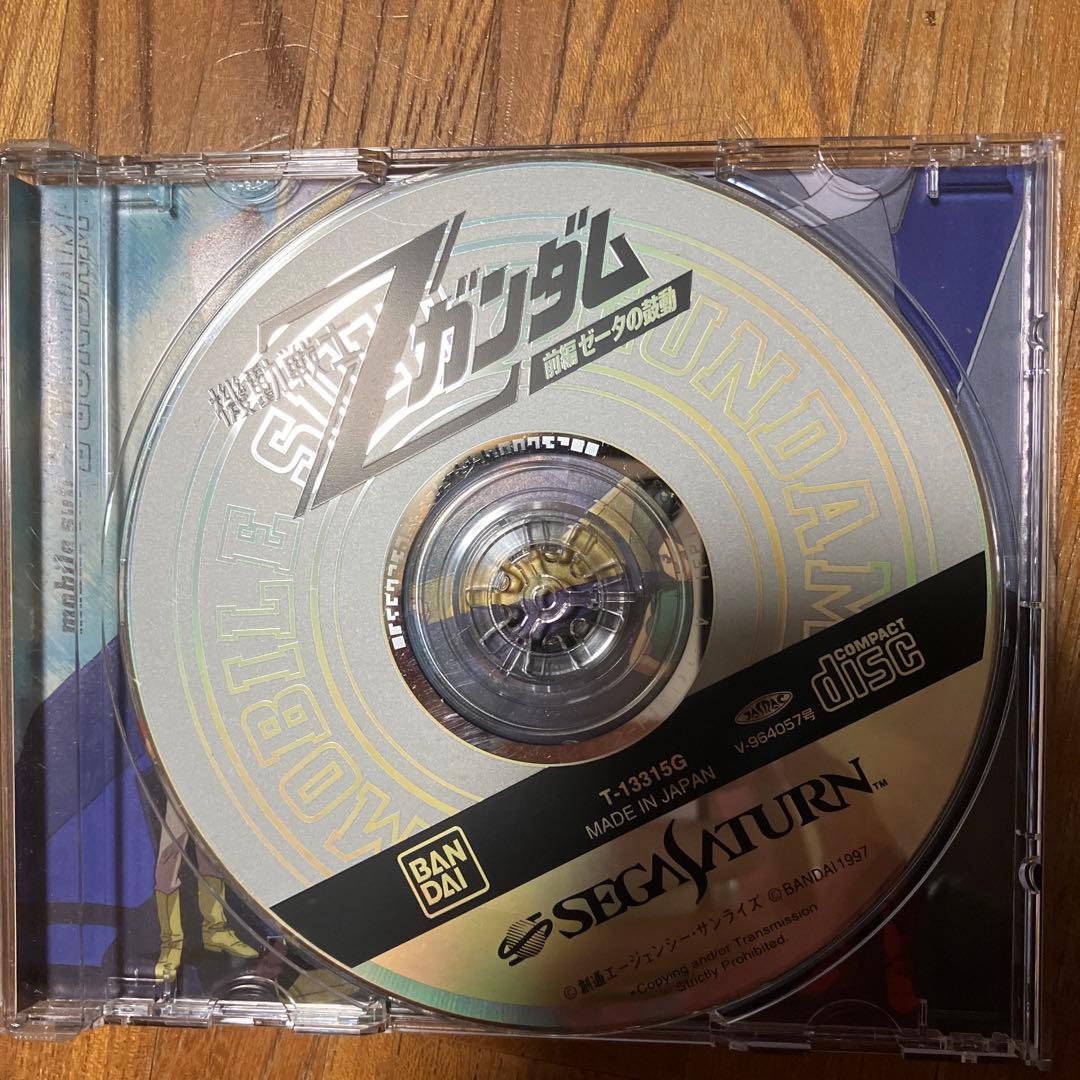 機動戦士
Zガンダム
前編 ゼータの鼓動
MOBILE SUIT
GUNDAM
COMPACT
disc
JASPAC
V-964057号
T-13315G
MADE IN JAPAN
BAN
DAI
SEGA SATURN™
© 創通エージェンシー・サンライズ © BANDAI 1997
•Copying and/or Transmission
Strictly Prohibited.
mobile suit